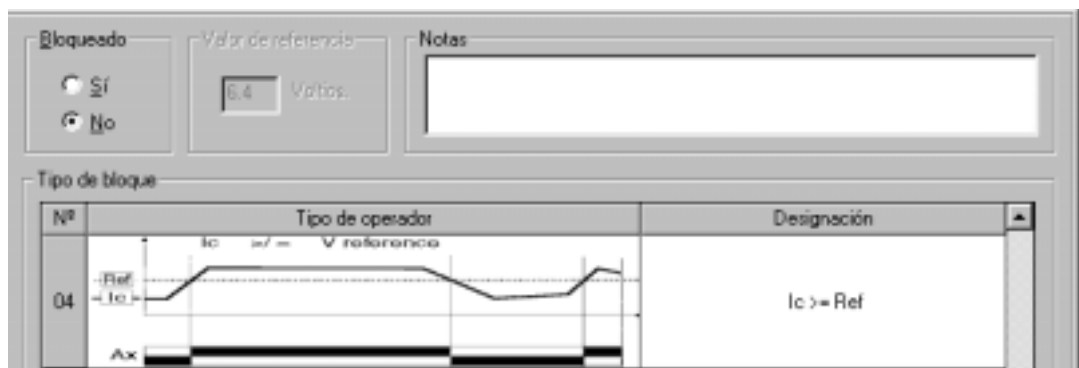 Bloqueado
Sí
No
Valor de referencia
6.4 Voltios.
Notas
Tipo de bloque
Nº Tipo de operador Designación
04
Ic >/= V reference
Ref
Ic
Ax
Ic >= Ref